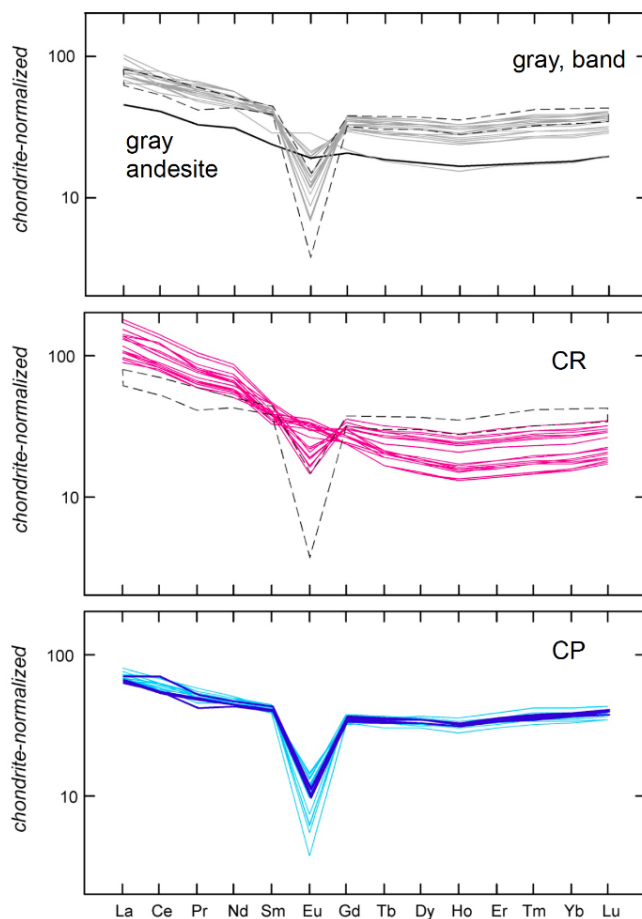 chondrite-normalized
100
10
gray, band
gray
andesite
chondrite-normalized
100
10
CR
chondrite-normalized
100
10
CP
La Ce Pr Nd Sm Eu Gd Tb Dy Ho Er Tm Yb Lu